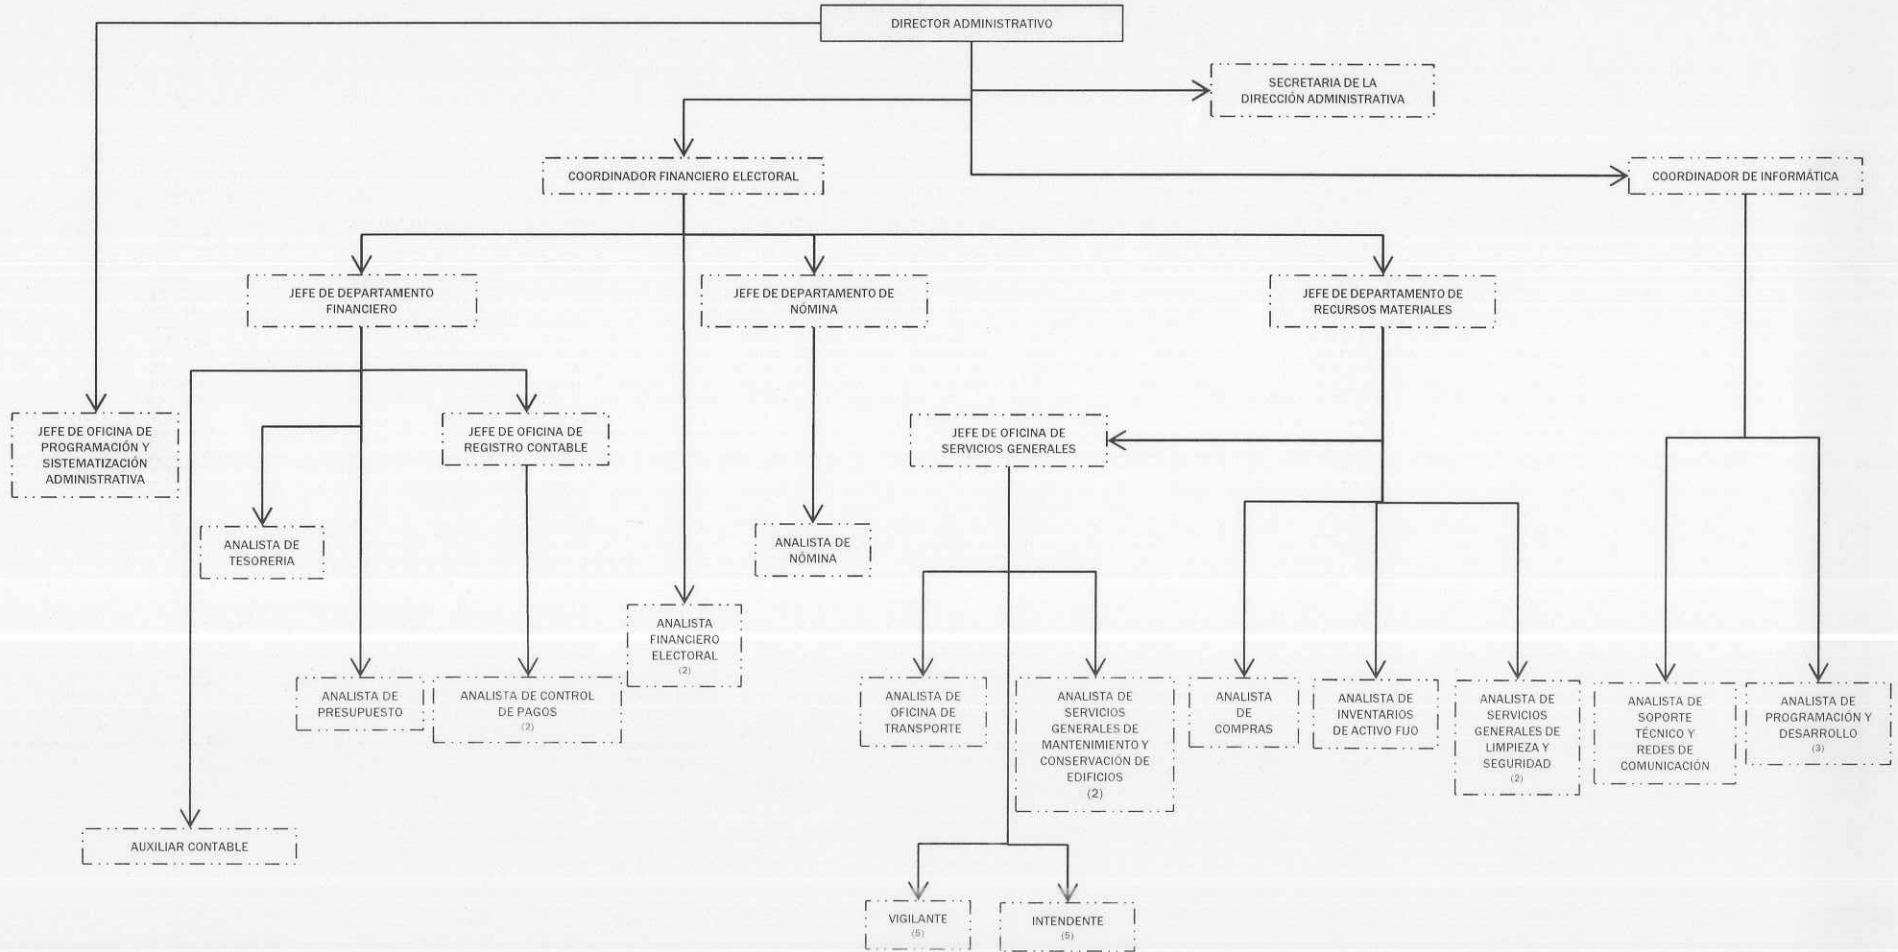 DIRECTOR ADMINISTRATIVO
SECRETARIA DE LA
DIRECCIÓN ADMINISTRATIVA
COORDINADOR FINANCIERO ELECTORAL
COORDINADOR DE INFORMÁTICA
JEFE DE DEPARTAMENTO
FINANCIERO
JEFE DE DEPARTAMENTO DE
NÓMINA
JEFE DE DEPARTAMENTO DE
RECURSOS MATERIALES
JEFE DE OFICINA DE
PROGRAMACIÓN Y
SISTEMATIZACIÓN
ADMINISTRATIVA
JEFE DE OFICINA DE
REGISTRO CONTABLE
JEFE DE OFICINA DE
SERVICIOS GENERALES
ANALISTA DE
TESORERIA
ANALISTA DE
NÓMINA
ANALISTA
FINANCIERO
ELECTORAL
(2)
ANALISTA DE
PRESUPUESTO
ANALISTA DE CONTROL
DE PAGOS
(2)
ANALISTA DE
OFICINA DE
TRANSPORTE
ANALISTA DE
SERVICIOS
GENERALES DE
MANTENIMIENTO Y
CONSERVACIÓN DE
EDIFICIOS
(2)
ANALISTA
DE
COMPRAS
ANALISTA DE
INVENTARIOS
DE ACTIVO FIJO
ANALISTA DE
SERVICIOS
GENERALES DE
LIMPIEZA Y
SEGURIDAD
(2)
ANALISTA DE
SOPORTE
TÉCNICO Y
REDES DE
COMUNICACIÓN
ANALISTA DE
PROGRAMACIÓN Y
DESARROLLO
(3)
AUXILIAR CONTABLE
VIGILANTE
(5)
INTENDENTE
(5)